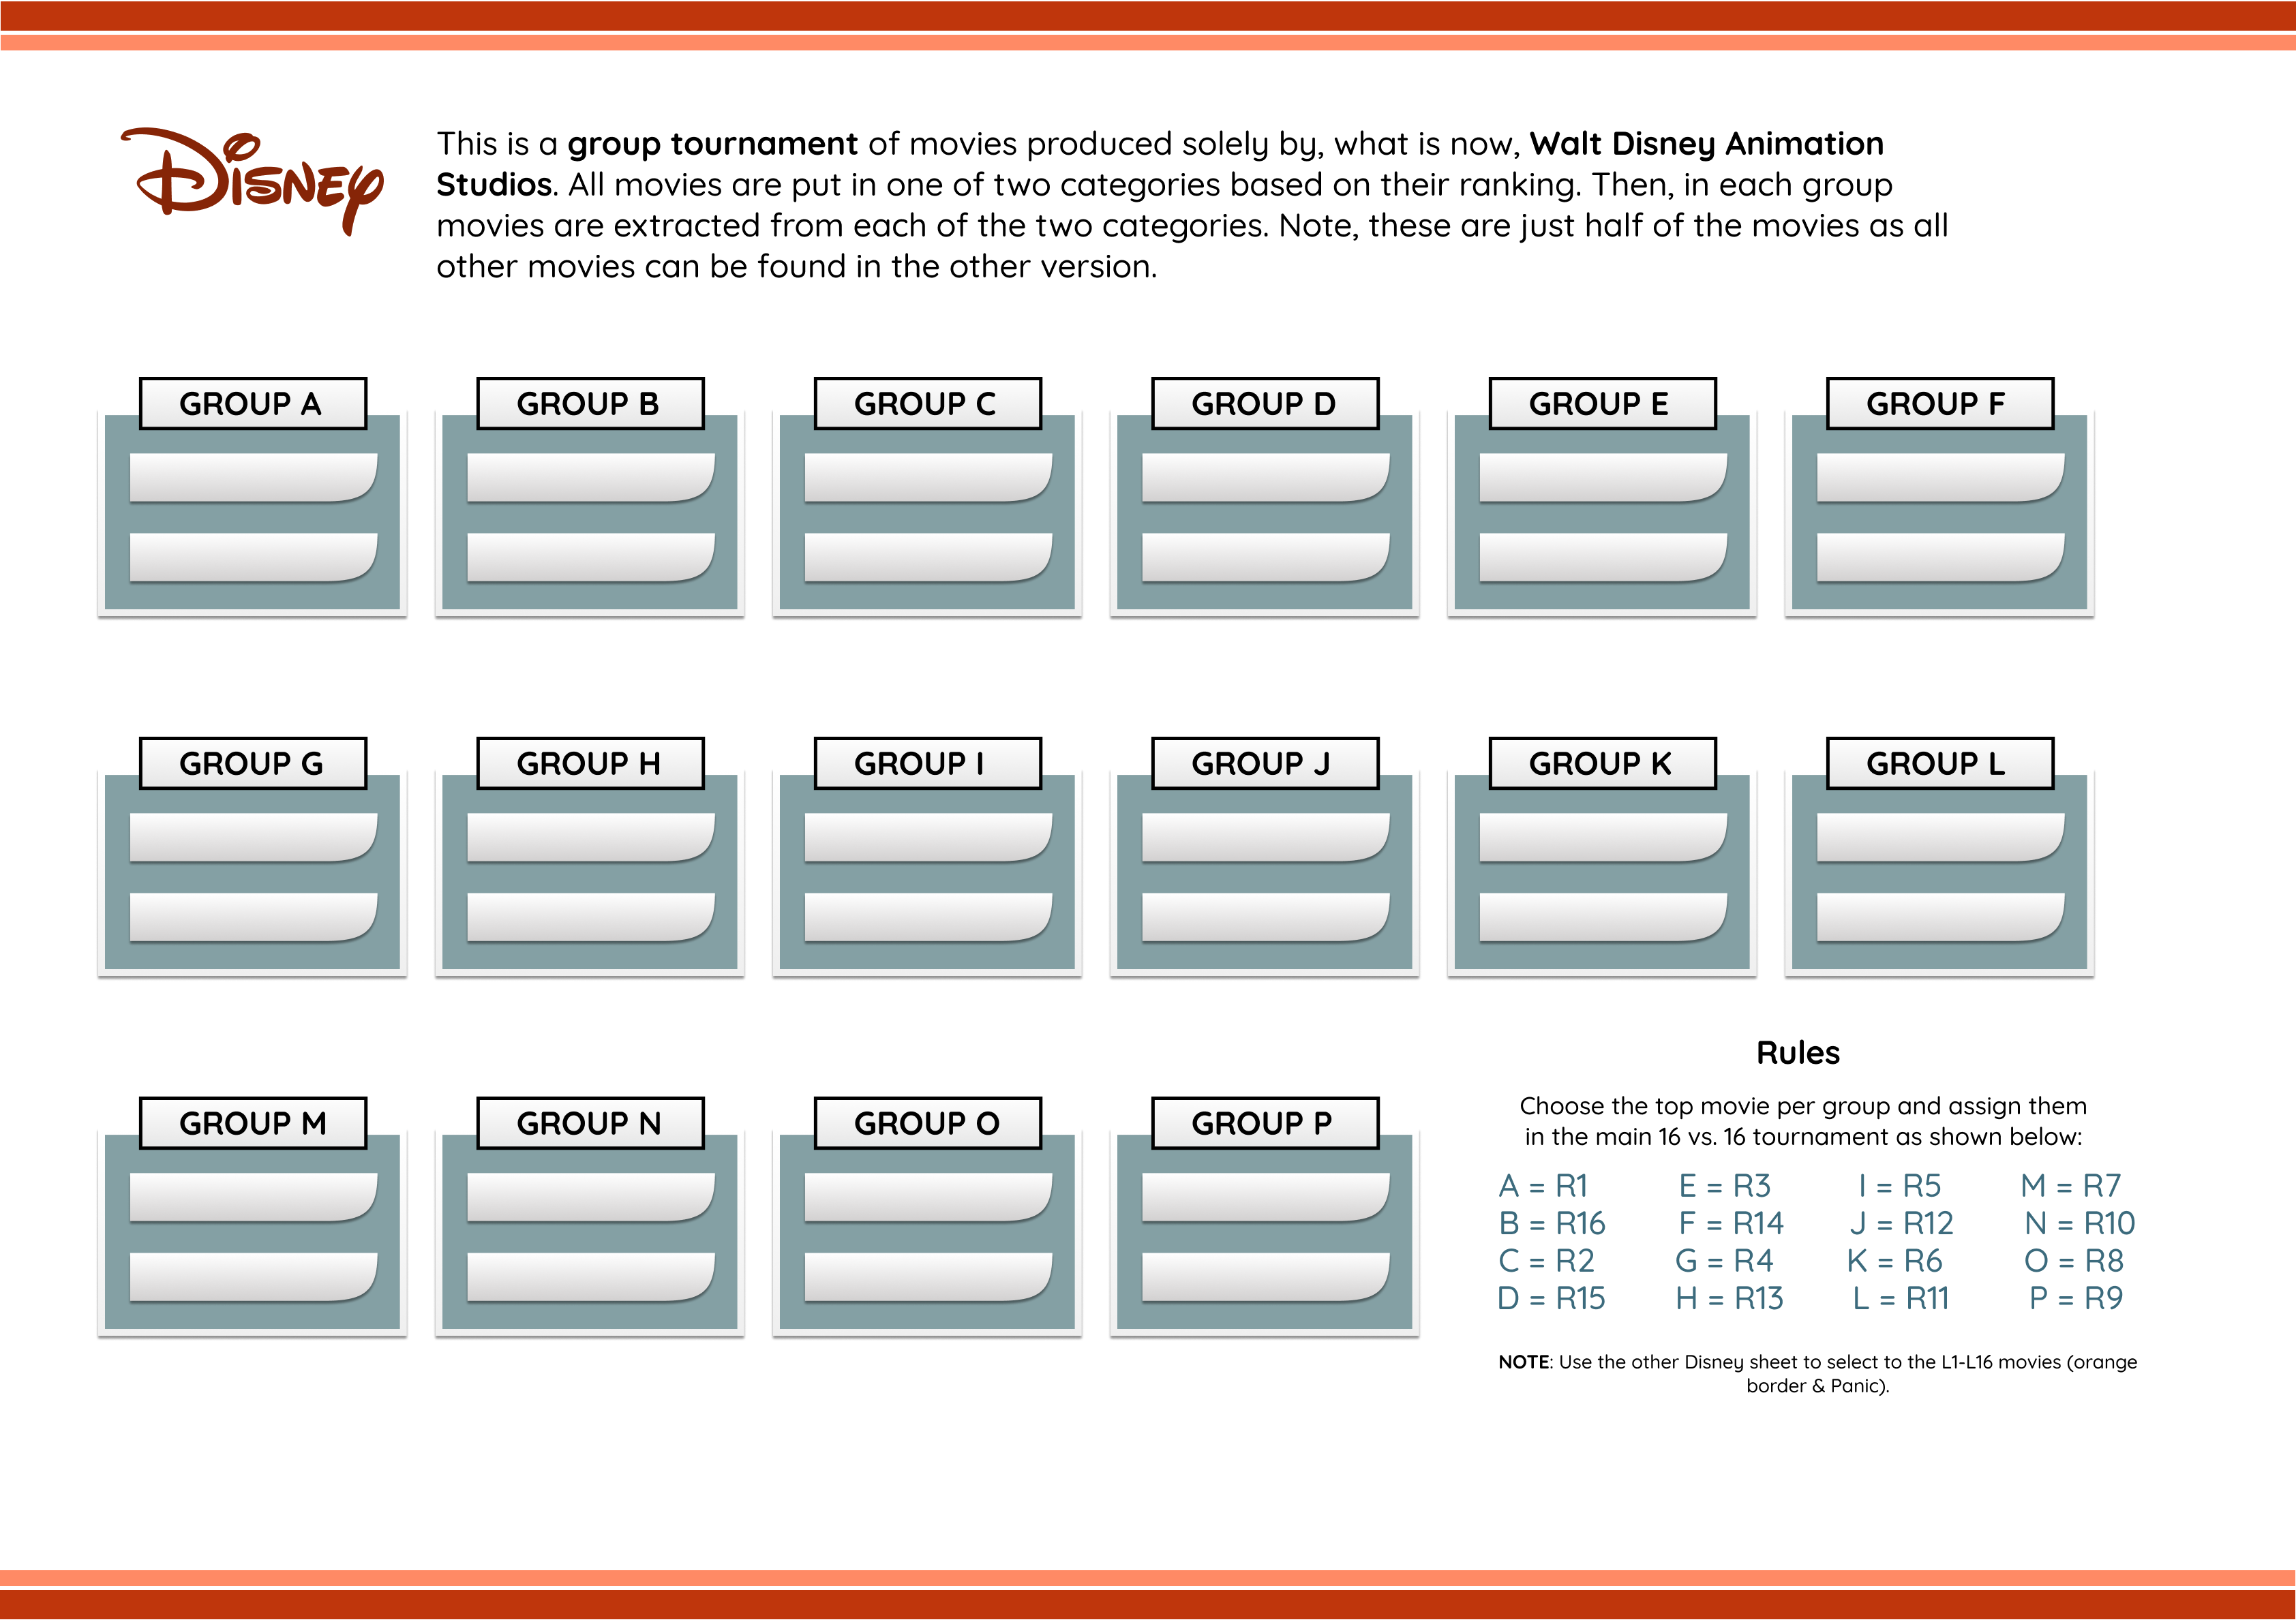 Disney
This is a group tournament of movies produced solely by, what is now, Walt Disney Animation
Studios. All movies are put in one of two categories based on their ranking. Then, in each group
movies are extracted from each of the two categories. Note, these are just half of the movies as all
other movies can be found in the other version.
GROUP A
GROUP B
GROUP C
GROUP D
GROUP E
GROUP F
GROUP G
GROUP H
GROUP I
GROUP J
GROUP K
GROUP L
GROUP M
GROUP N
GROUP O
GROUP P
Rules
Choose the top movie per group and assign them
in the main 16 vs. 16 tournament as shown below:
A = R1 E = R3 I = R5 M = R7
B = R16 F = R14 J = R12 N = R10
C = R2 G = R4 K = R6 O = R8
D = R15 H = R13 L = R11 P = R9
NOTE: Use the other Disney sheet to select to the L1-L16 movies (orange
border & Panic).